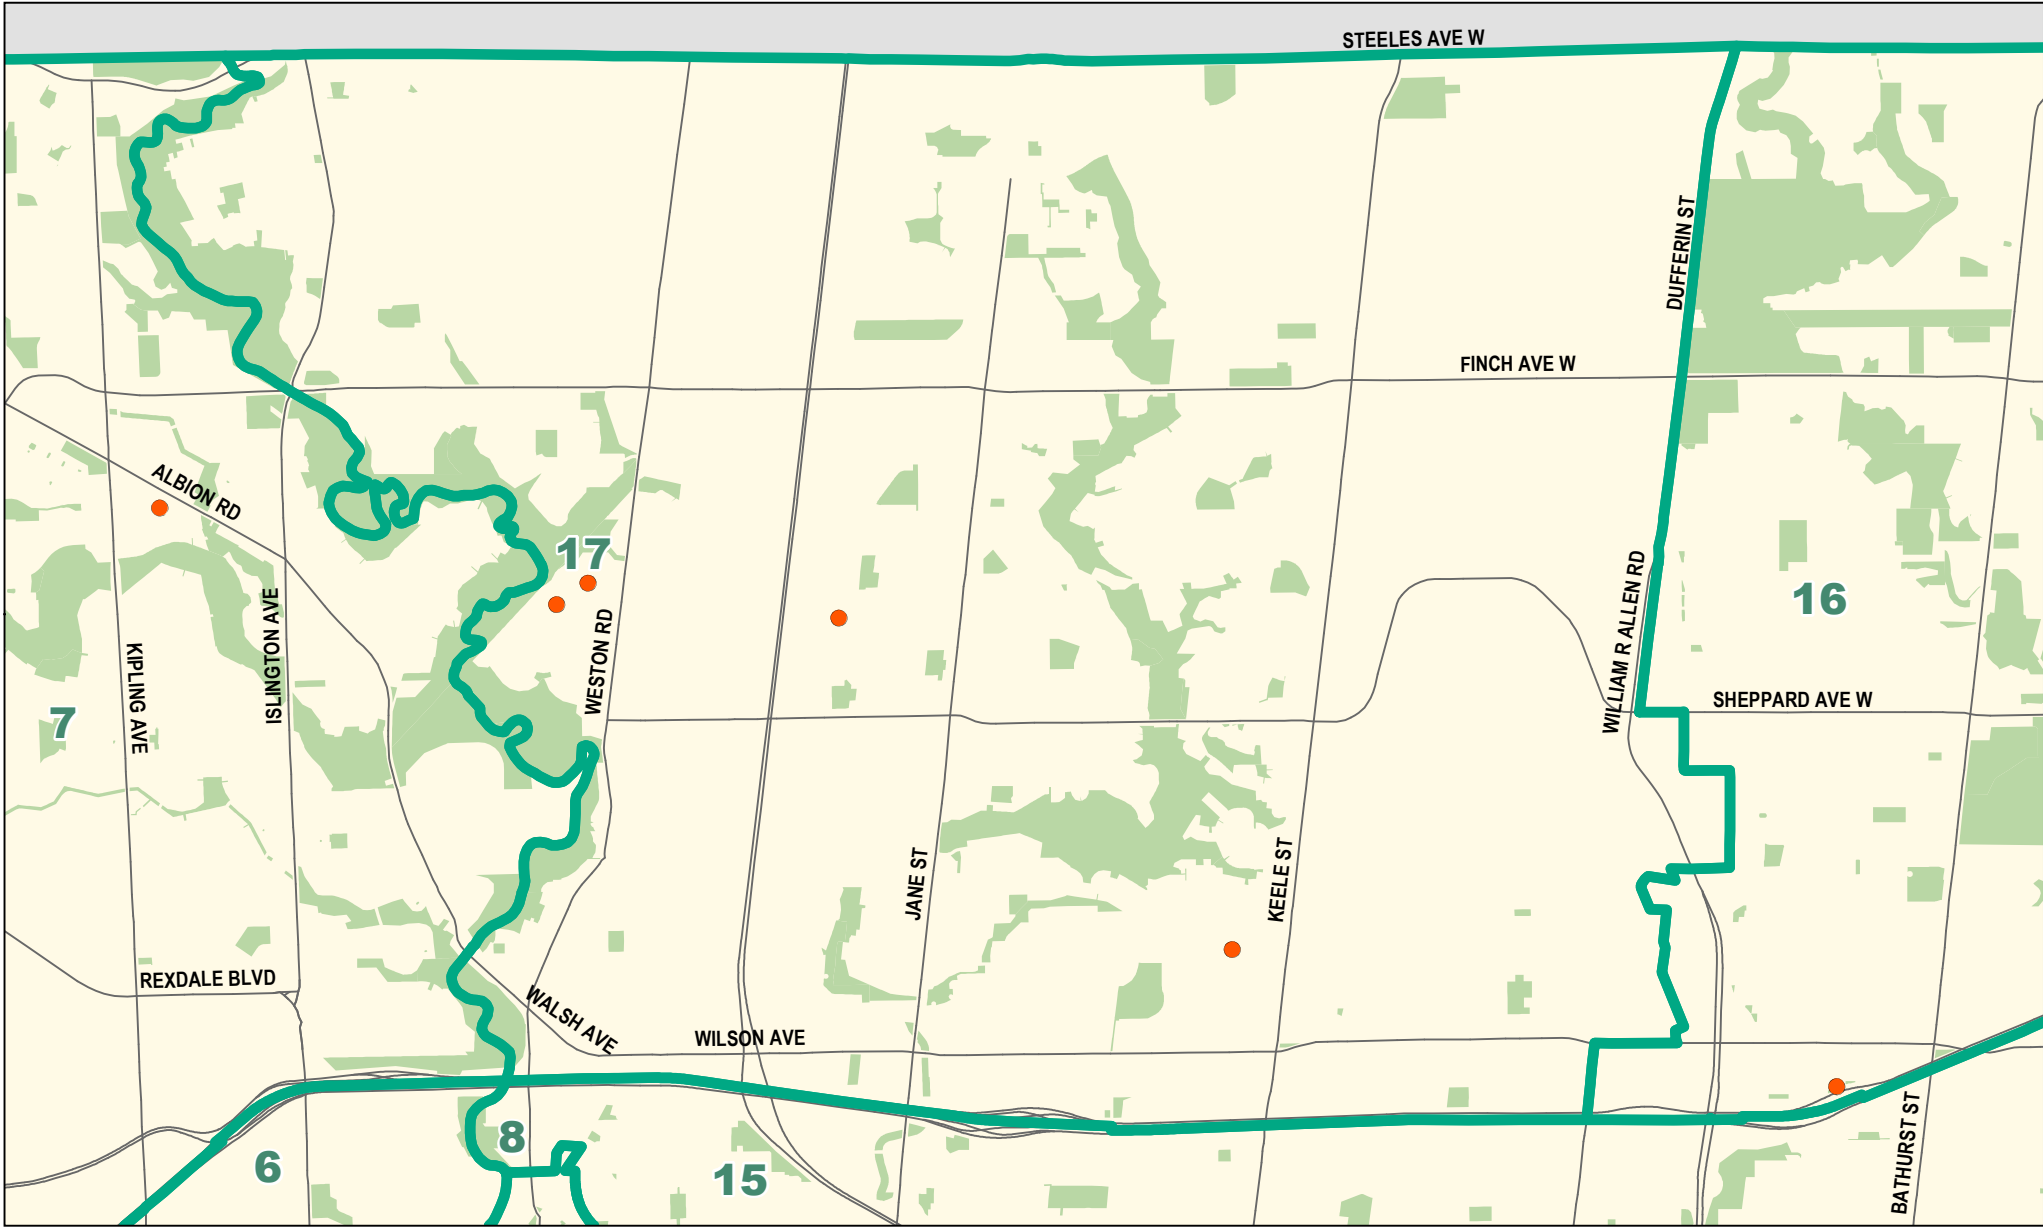 STEELES AVE W
DUFFERIN ST
FINCH AVE W
ALBION RD
17
WILLIAM R ALLEN RD
16
ISLINGTON AVE
WESTON RD
KIPLING AVE
7
SHEPPARD AVE W
JANE ST
KEELE ST
REXDALE BLVD
WALSH AVE
WILSON AVE
BATHURST ST
8
6
15